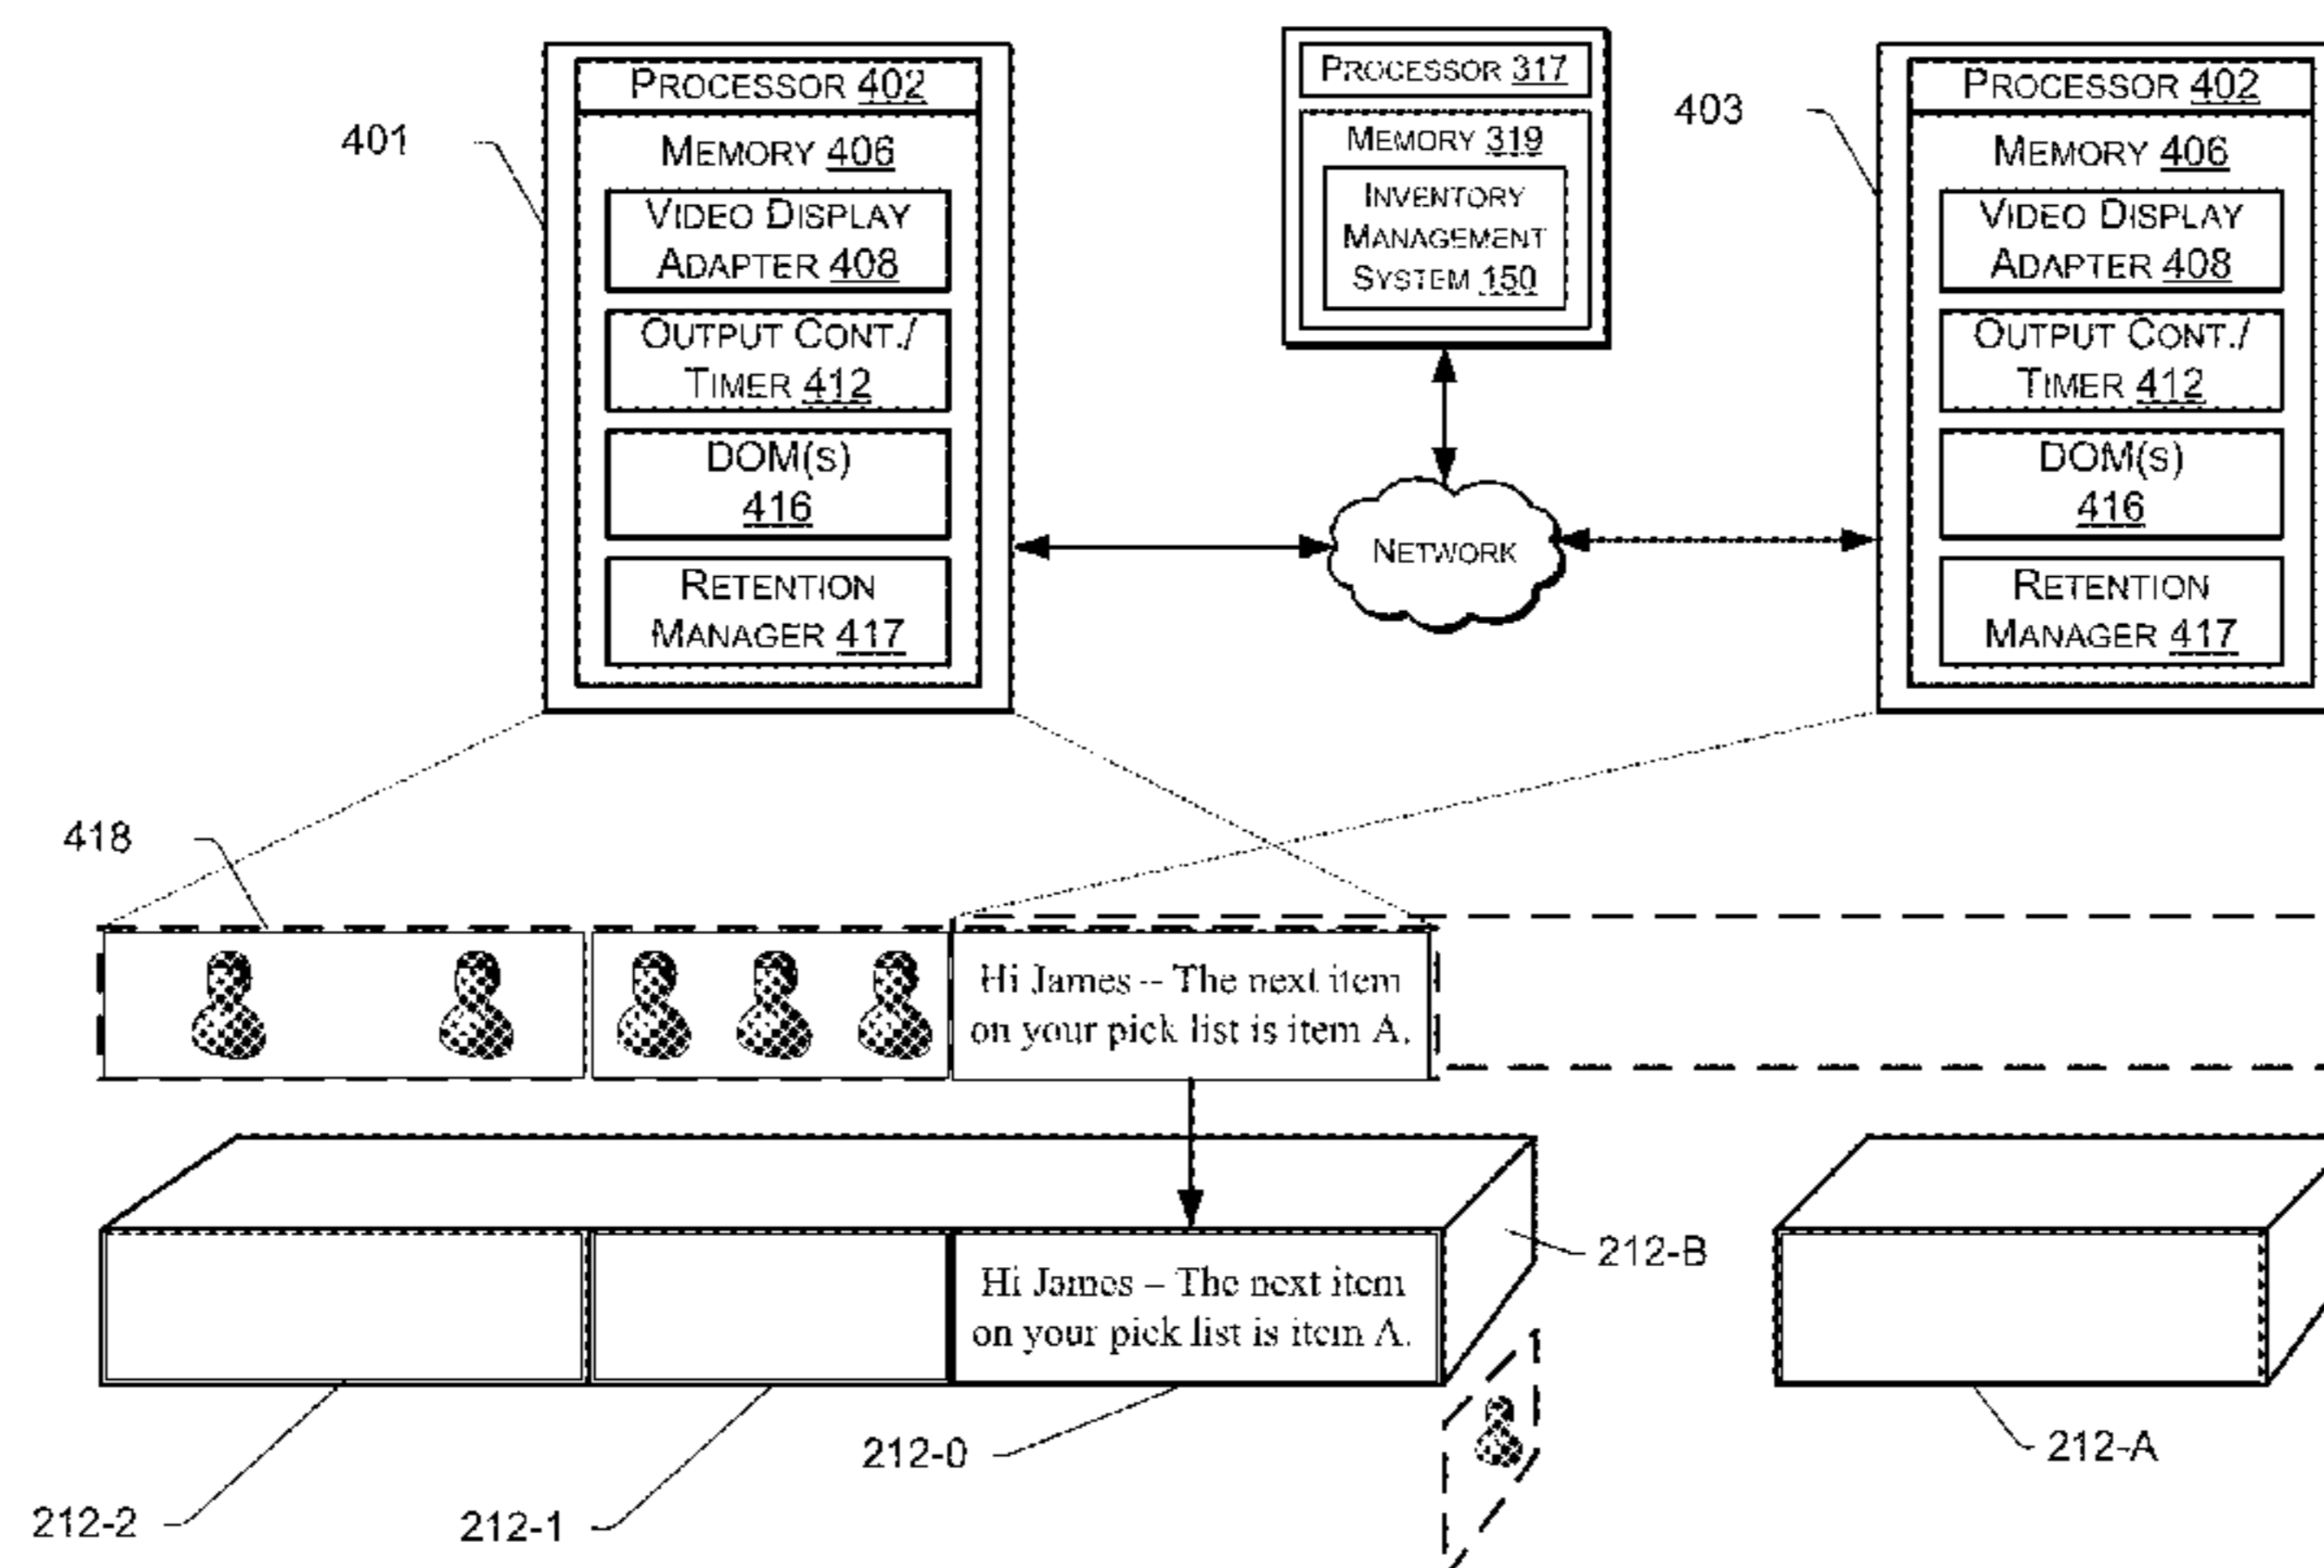 401
PROCESSOR 402
MEMORY 406
VIDEO DISPLAY
ADAPTER 408
OUTPUT CONT./
TIMER 412
DOM(s)
416
RETENTION
MANAGER 417
PROCESSOR 317
MEMORY 319
INVENTORY
MANAGEMENT
SYSTEM 150
NETWORK
403
PROCESSOR 402
MEMORY 406
VIDEO DISPLAY
ADAPTER 408
OUTPUT CONT./
TIMER 412
DOM(s)
416
RETENTION
MANAGER 417
418
Hi James – The next item
on your pick list is item A.
Hi James – The next item
on your pick list is item A.
212-B
212-A
212-0
212-1
212-2